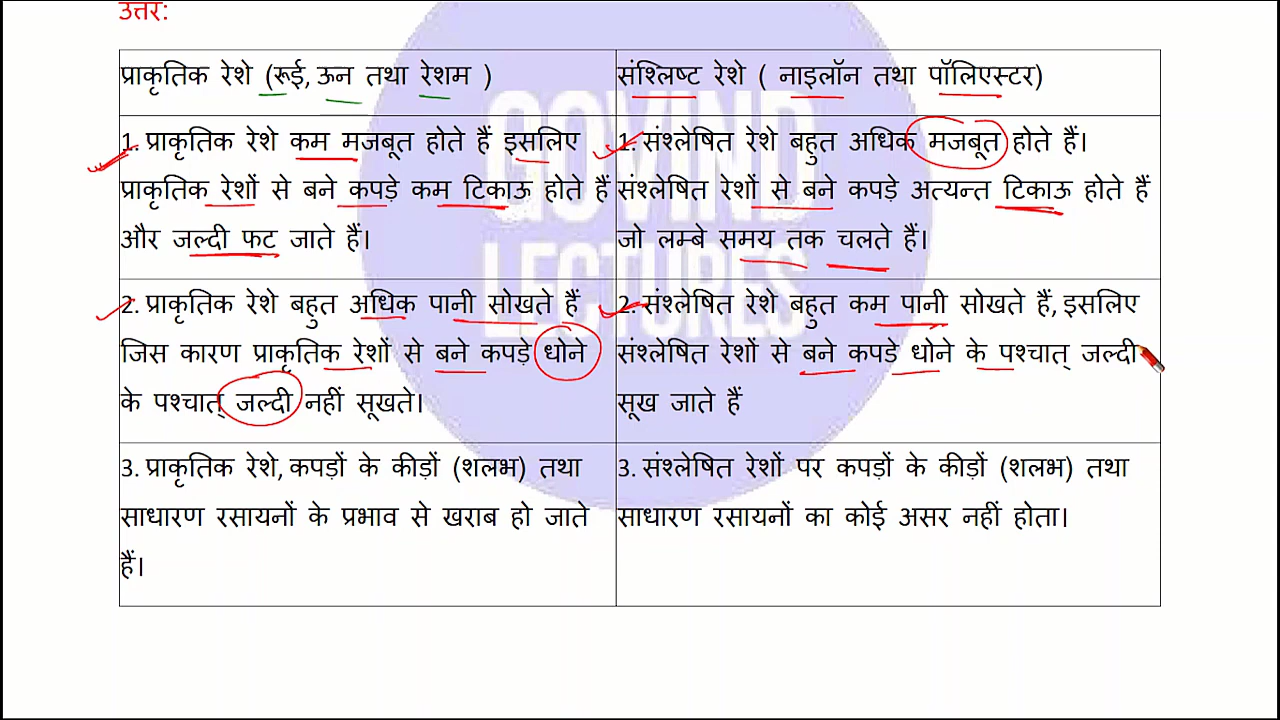 उत्तर:
प्राकृतिक रेशे (रूई, ऊन तथा रेशम )
संश्लिष्ट रेशे ( नाइलॉन तथा पॉलिएस्टर)
1. प्राकृतिक रेशे कम मजबूत होते हैं इसलिए
प्राकृतिक रेशों से बने कपड़े कम टिकाऊ होते हैं
और जल्दी फट जाते हैं।
1. संश्लेषित रेशे बहुत अधिक मजबूत होते हैं।
संश्लेषित रेशों से बने कपड़े अत्यन्त टिकाऊ होते हैं
जो लम्बे समय तक चलते हैं।
2. प्राकृतिक रेशे बहुत अधिक पानी सोखते हैं
जिस कारण प्राकृतिक रेशों से बने कपड़े धोने
के पश्चात् जल्दी नहीं सूखते।
2. संश्लेषित रेशे बहुत कम पानी सोखते हैं, इसलिए
संश्लेषित रेशों से बने कपड़े धोने के पश्चात् जल्दी
सूख जाते हैं
3. प्राकृतिक रेशे, कपड़ों के कीड़ों (शलभ) तथा
साधारण रसायनों के प्रभाव से खराब हो जाते
हैं।
3. संश्लेषित रेशों पर कपड़ों के कीड़ों (शलभ) तथा
साधारण रसायनों का कोई असर नहीं होता।
GOVIND
LECTURES